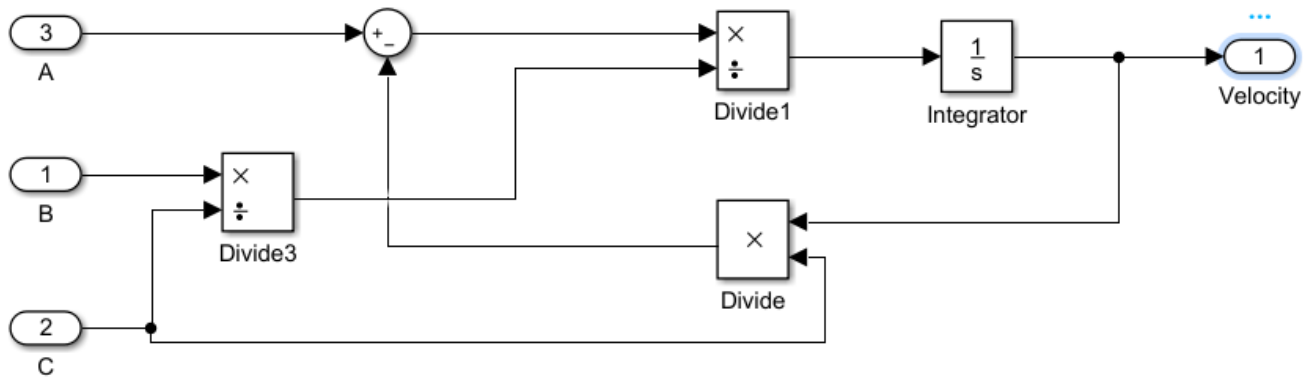 3
A
+
−
×
÷
Divide1
1
s
Integrator
...
1
Velocity
1
B
×
÷
Divide3
×
Divide
2
C